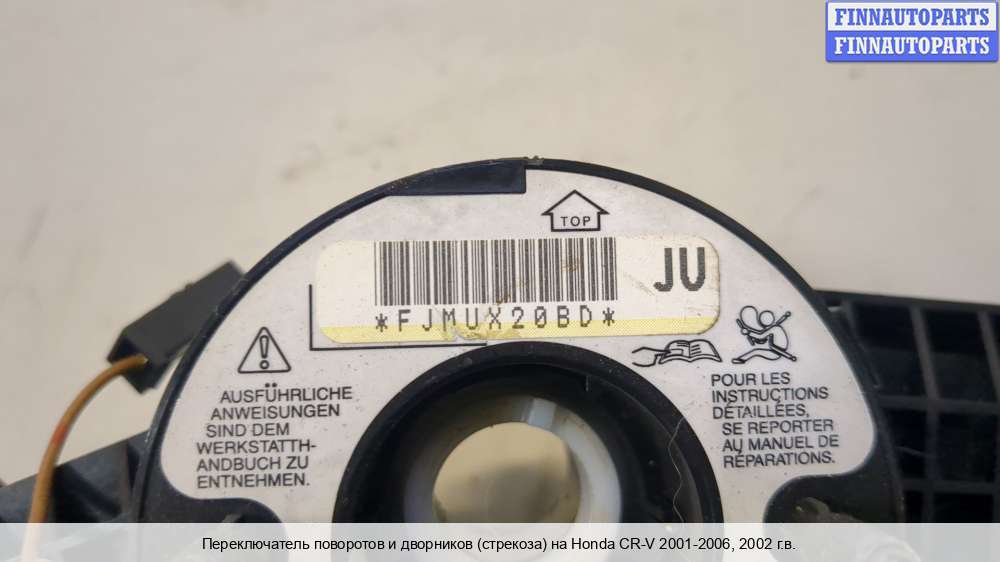 FINNAUTOPARTS
FINNAUTOPARTS
TOP
JU
*FJMUX20BD*
AUSFÜHRLICHE
ANWEISUNGEN
SIND DEM
WERKSTATTH-
ANDBUCH ZU
ENTNEHMEN.
POUR LES
INSTRUCTIONS
DÉTAILLÉES,
SE REPORTER
AU MANUEL DE
RÉPARATIONS.
Переключатель поворотов и дворников (стрекоза) на Honda CR-V 2001-2006, 2002 г.в.